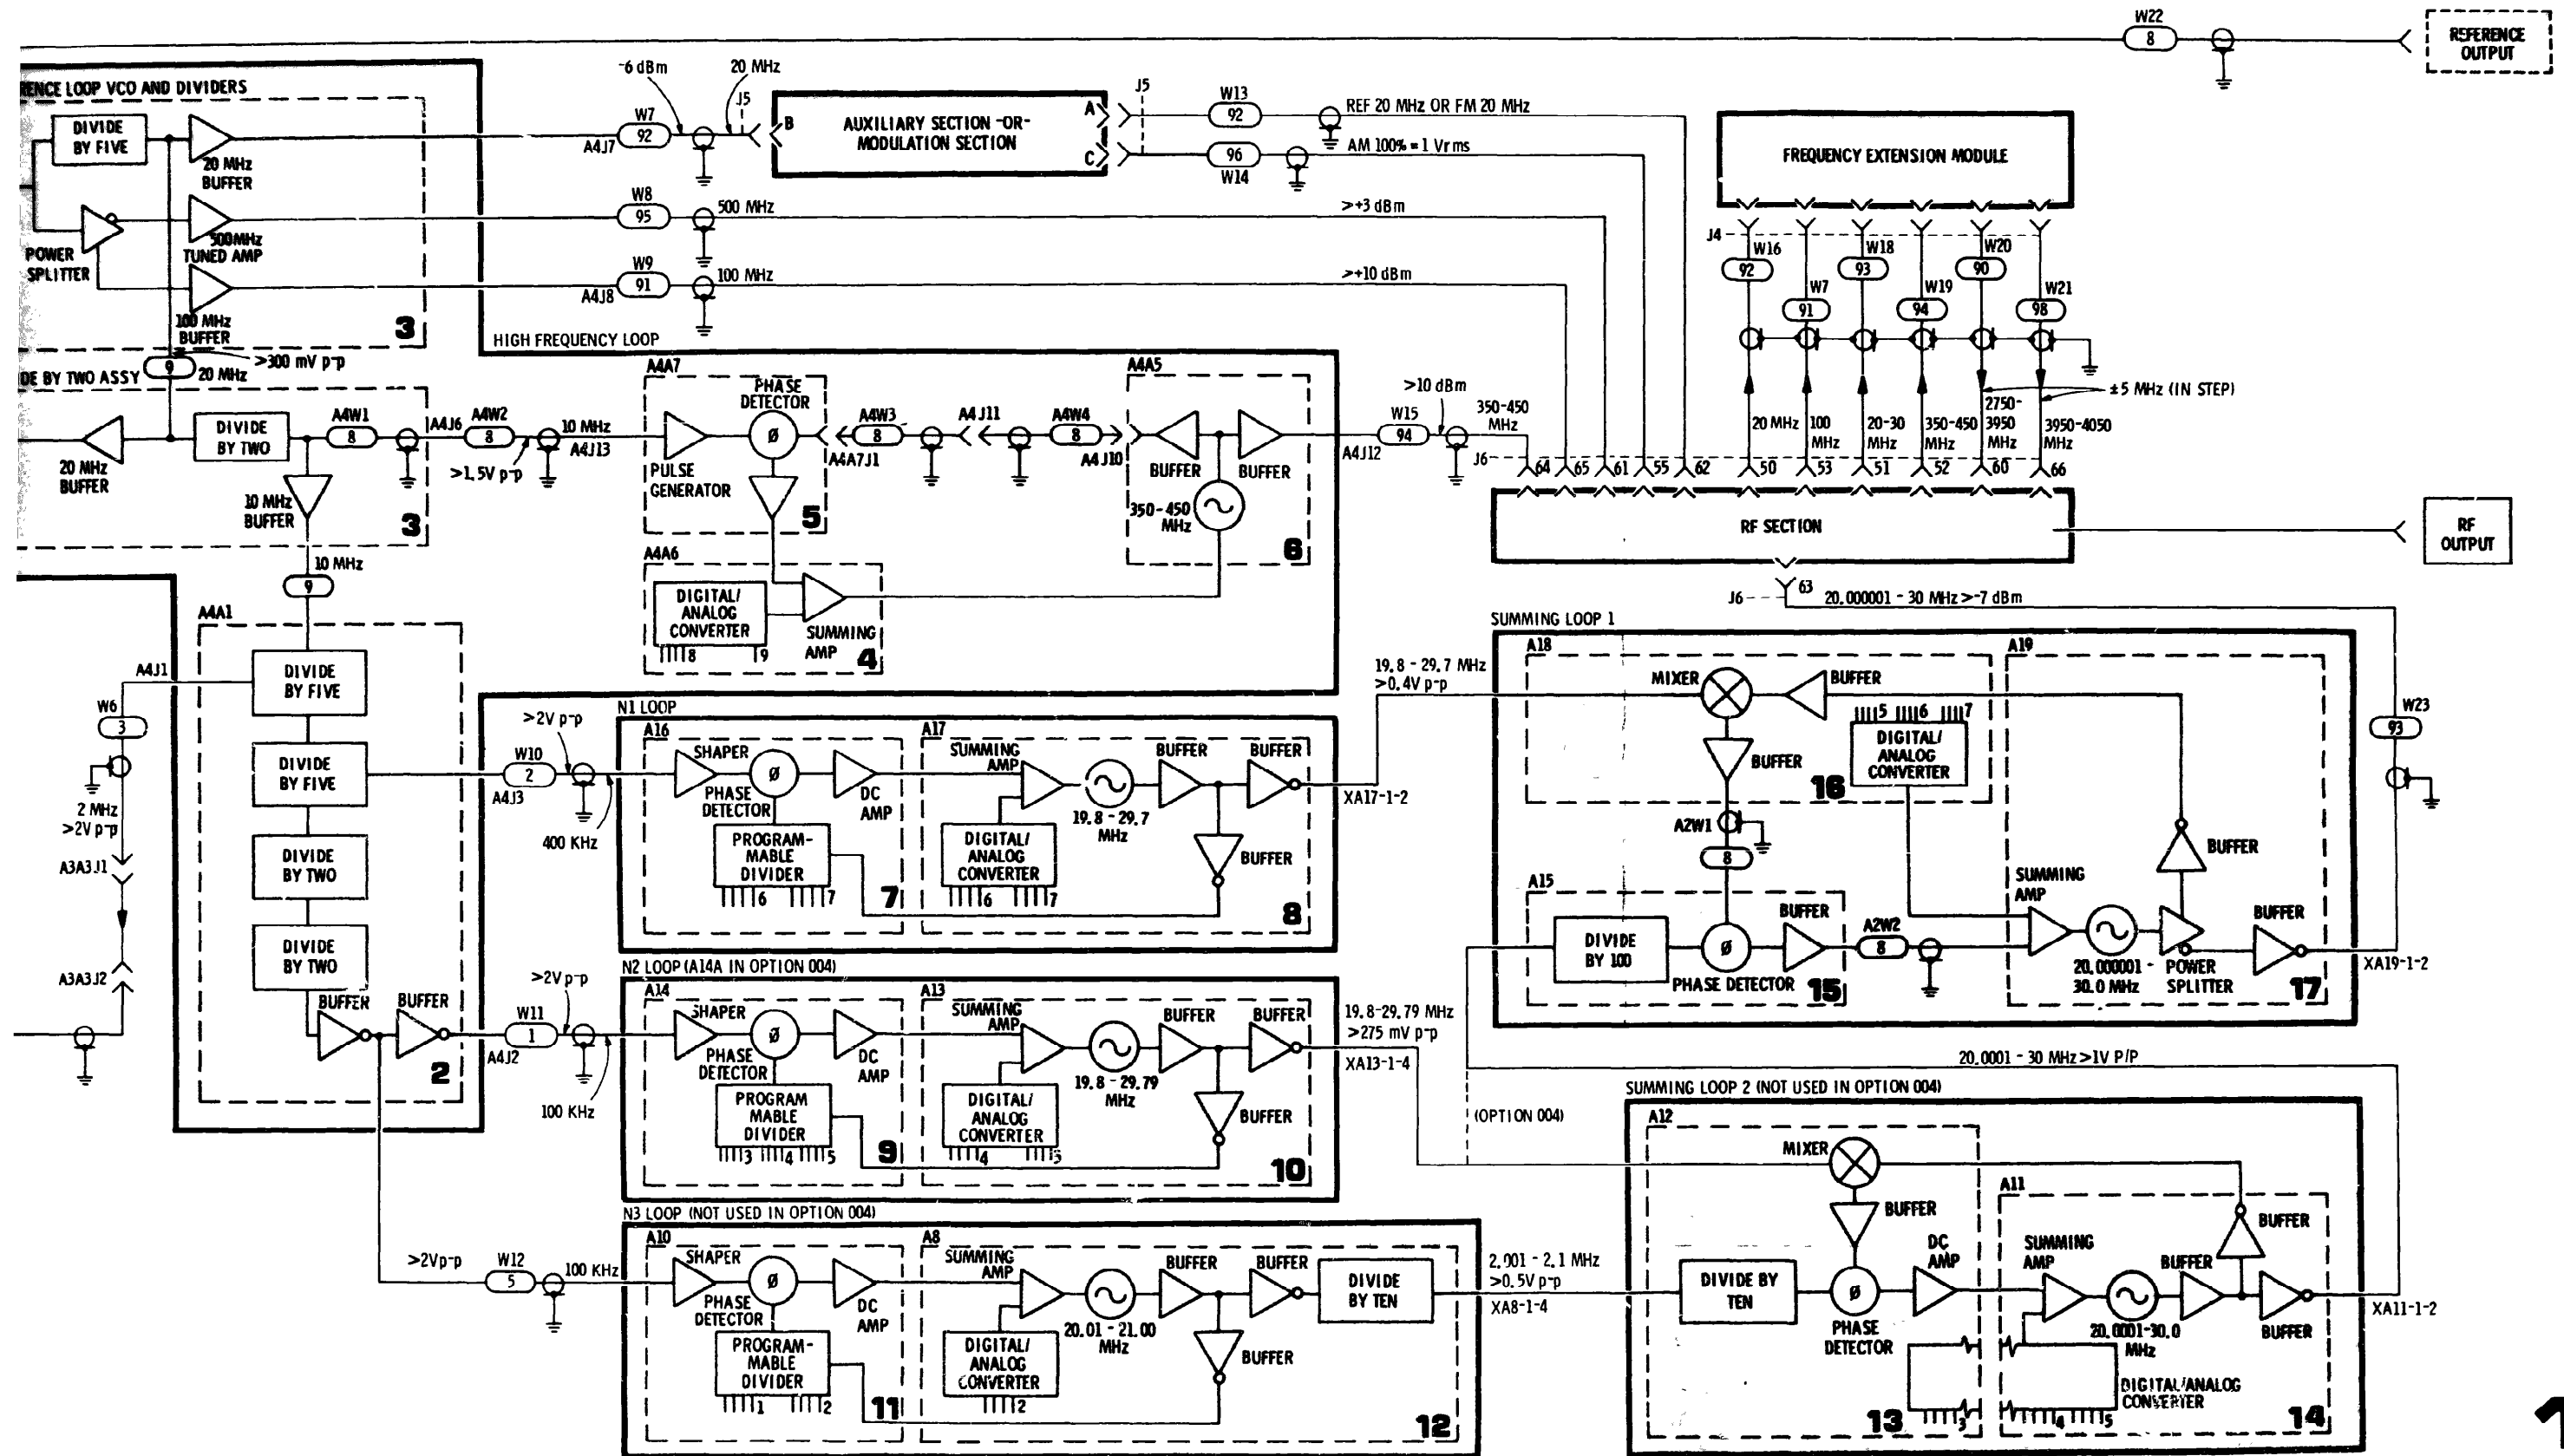 W22
8
REFERENCE
OUTPUT
RENCE LOOP VCO AND DIVIDERS
DIVIDE
BY FIVE
20 MHz
BUFFER
POWER
SPLITTER
500MHz
TUNED AMP
100 MHz
BUFFER
3
A4J7
W7
92
-6 dBm
20 MHz
J5
B
AUXILIARY SECTION -OR-
MODULATION SECTION
A
C
J5
W13
92
REF 20 MHz OR FM 20 MHz
96
W14
AM 100% = 1 Vrms
W8
95
500 MHz
>+3 dBm
W9
91
A4J8
100 MHz
>+10 dBm
FREQUENCY EXTENSION MODULE
J4
W16
92
W7
91
W18
93
W19
94
W20
90
W21
98
±5 MHz (IN STEP)
20 MHz
100
MHz
20-30
MHz
350-450
MHz
2750-
3950
MHz
3950-4050
MHz
J6
64
65
61
55
62
50
53
51
52
60
66
RF SECTION
RF
OUTPUT
J6
63
20.000001 - 30 MHz >-7 dBm
>300 mV p-p
9
20 MHz
DE BY TWO ASSY
20 MHz
BUFFER
DIVIDE
BY TWO
A4W1
8
A4J6
A4W2
8
>1.5V p-p
10 MHz
A4J13
10 MHz
BUFFER
3
10 MHz
9
HIGH FREQUENCY LOOP
A4A7
PHASE
DETECTOR
Ø
PULSE
GENERATOR
5
A4W3
8
A4A7J1
A4J11
A4W4
8
A4J10
A4A5
BUFFER
BUFFER
350-450
MHz
6
A4J12
W15
94
>10 dBm
350-450
MHz
A4A6
DIGITAL/
ANALOG
CONVERTER
8
9
SUMMING
AMP
4
A4A1
DIVIDE
BY FIVE
DIVIDE
BY FIVE
DIVIDE
BY TWO
DIVIDE
BY TWO
BUFFER
BUFFER
2
A4J1
W6
3
2 MHz
>2V p-p
A3A3J1
A3A3J2
W10
2
>2V p-p
A4J3
400 KHz
N1 LOOP
A16
SHAPER
Ø
PHASE
DETECTOR
DC
AMP
PROGRAM-
MABLE
DIVIDER
6
7
7
A17
SUMMING
AMP
19.8 - 29.7
MHz
BUFFER
BUFFER
DIGITAL/
ANALOG
CONVERTER
6
7
BUFFER
8
XA17-1-2
19.8 - 29.7 MHz
>0.4V p-p
W11
1
>2V p-p
A4J2
100 KHz
N2 LOOP (A14A IN OPTION 004)
A14
SHAPER
Ø
PHASE
DETECTOR
DC
AMP
PROGRAM
MABLE
DIVIDER
3
4
5
9
A13
SUMMING
AMP
19.8 - 29.79
MHz
BUFFER
BUFFER
DIGITAL/
ANALOG
CONVERTER
4
5
BUFFER
10
19.8-29.79 MHz
>275 mV p-p
XA13-1-4
>2Vp-p
W12
5
100 KHz
N3 LOOP (NOT USED IN OPTION 004)
A10
SHAPER
Ø
PHASE
DETECTOR
DC
AMP
PROGRAM-
MABLE
DIVIDER
1
2
11
A8
SUMMING
AMP
20.01 - 21.00
MHz
BUFFER
BUFFER
DIVIDE
BY TEN
DIGITAL/
ANALOG
CONVERTER
2
BUFFER
12
2.001 - 2.1 MHz
>0.5V p-p
XA8-1-4
SUMMING LOOP 1
A18
MIXER
BUFFER
BUFFER
5
6
7
DIGITAL/
ANALOG
CONVERTER
16
A2W1
8
A15
DIVIDE
BY 100
Ø
PHASE DETECTOR
BUFFER
15
A2W2
8
A19
SUMMING
AMP
20.000001 -
30.0 MHz
POWER
SPLITTER
BUFFER
BUFFER
17
W23
93
XA19-1-2
20.0001 - 30 MHz >1V P/P
(OPTION 004)
SUMMING LOOP 2 (NOT USED IN OPTION 004)
A12
MIXER
BUFFER
DIVIDE BY
TEN
Ø
PHASE
DETECTOR
DC
AMP
3
13
A11
SUMMING
AMP
20.0001-30.0
MHz
BUFFER
BUFFER
BUFFER
DIGITAL/ANALOG
CONVERTER
4
5
14
XA11-1-2
1